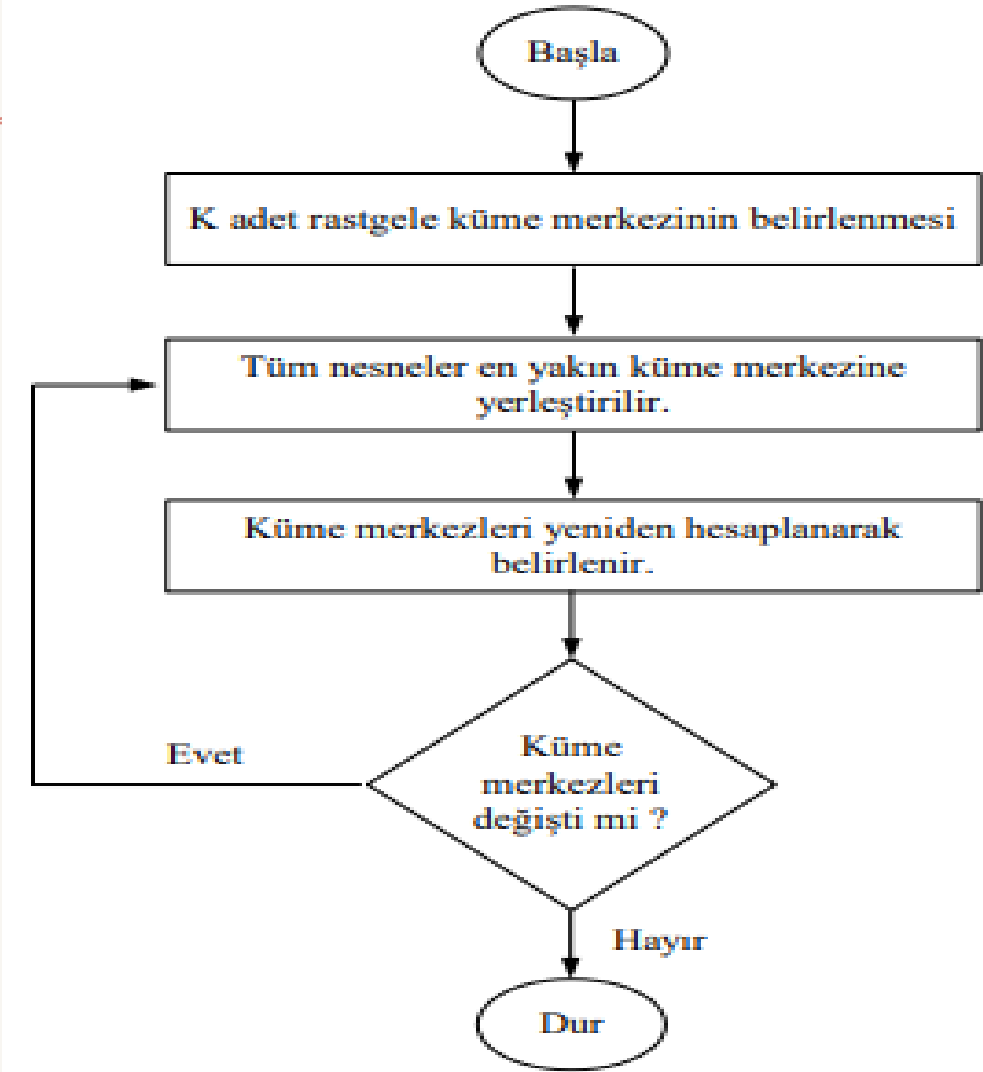 Başla
K adet rastgele küme merkezinin belirlenmesi
Tüm nesneler en yakın küme merkezine
yerleştirilir.
Küme merkezleri yeniden hesaplanarak
belirlenir.
Küme
merkezleri
değişti mi ?
Evet
Hayır
Dur